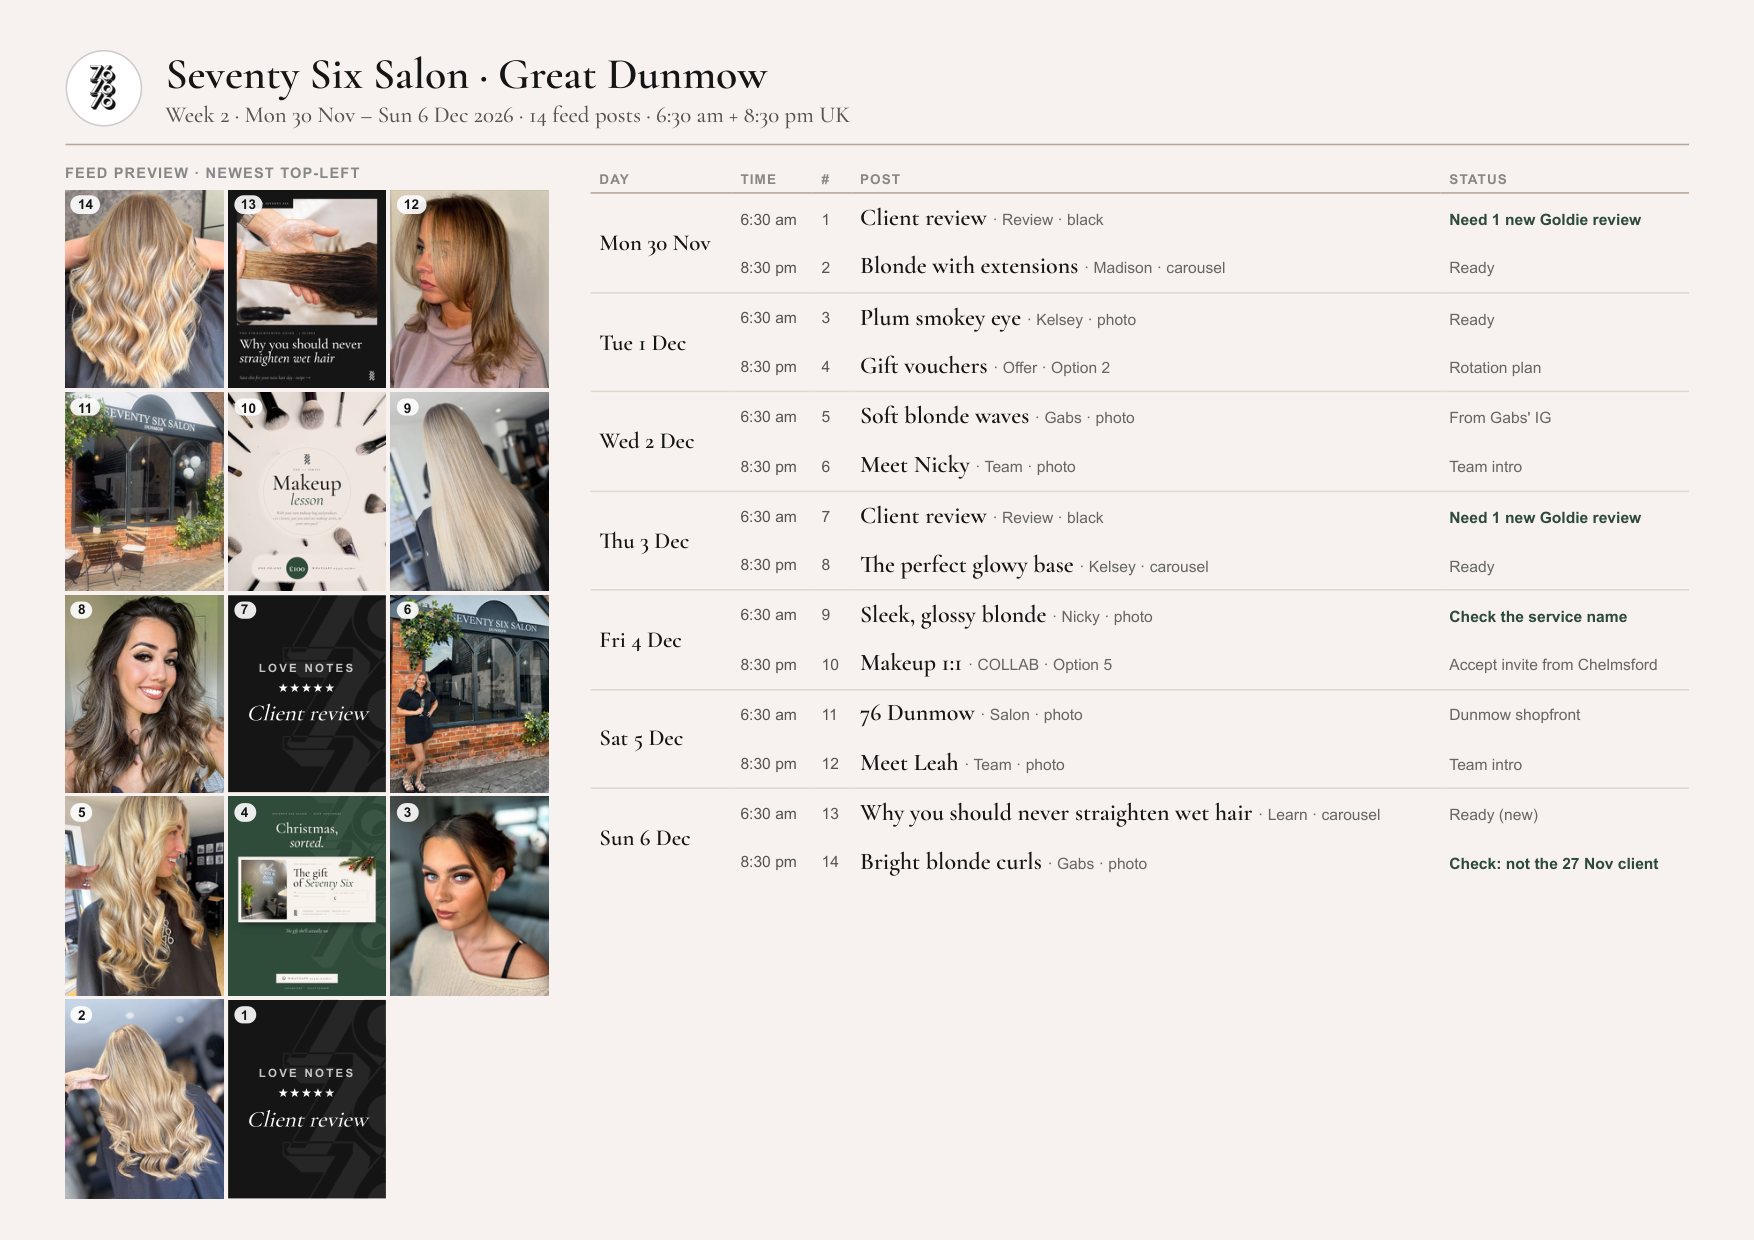 Seventy Six Salon · Great Dunmow
Week 2 · Mon 30 Nov – Sun 6 Dec 2026 · 14 feed posts · 6:30 am + 8:30 pm UK
FEED PREVIEW · NEWEST TOP-LEFT
14
13
Why you should never
straighten wet hair
12
11
SEVENTY SIX SALON
10
Makeup
lesson
£100
9
8
7
LOVE NOTES
★★★★★
Client review
6
SEVENTY SIX SALON
5
4
Christmas,
sorted.
The gift
of Seventy Six
3
2
1
LOVE NOTES
★★★★★
Client review
DAY TIME # POST STATUS
Mon 30 Nov
6:30 am 1 Client review · Review · black Need 1 new Goldie review
8:30 pm 2 Blonde with extensions · Madison · carousel Ready
Tue 1 Dec
6:30 am 3 Plum smokey eye · Kelsey · photo Ready
8:30 pm 4 Gift vouchers · Offer · Option 2 Rotation plan
Wed 2 Dec
6:30 am 5 Soft blonde waves · Gabs · photo From Gabs' IG
8:30 pm 6 Meet Nicky · Team · photo Team intro
Thu 3 Dec
6:30 am 7 Client review · Review · black Need 1 new Goldie review
8:30 pm 8 The perfect glowy base · Kelsey · carousel Ready
Fri 4 Dec
6:30 am 9 Sleek, glossy blonde · Nicky · photo Check the service name
8:30 pm 10 Makeup 1:1 · COLLAB · Option 5 Accept invite from Chelmsford
Sat 5 Dec
6:30 am 11 76 Dunmow · Salon · photo Dunmow shopfront
8:30 pm 12 Meet Leah · Team · photo Team intro
Sun 6 Dec
6:30 am 13 Why you should never straighten wet hair · Learn · carousel Ready (new)
8:30 pm 14 Bright blonde curls · Gabs · photo Check: not the 27 Nov client